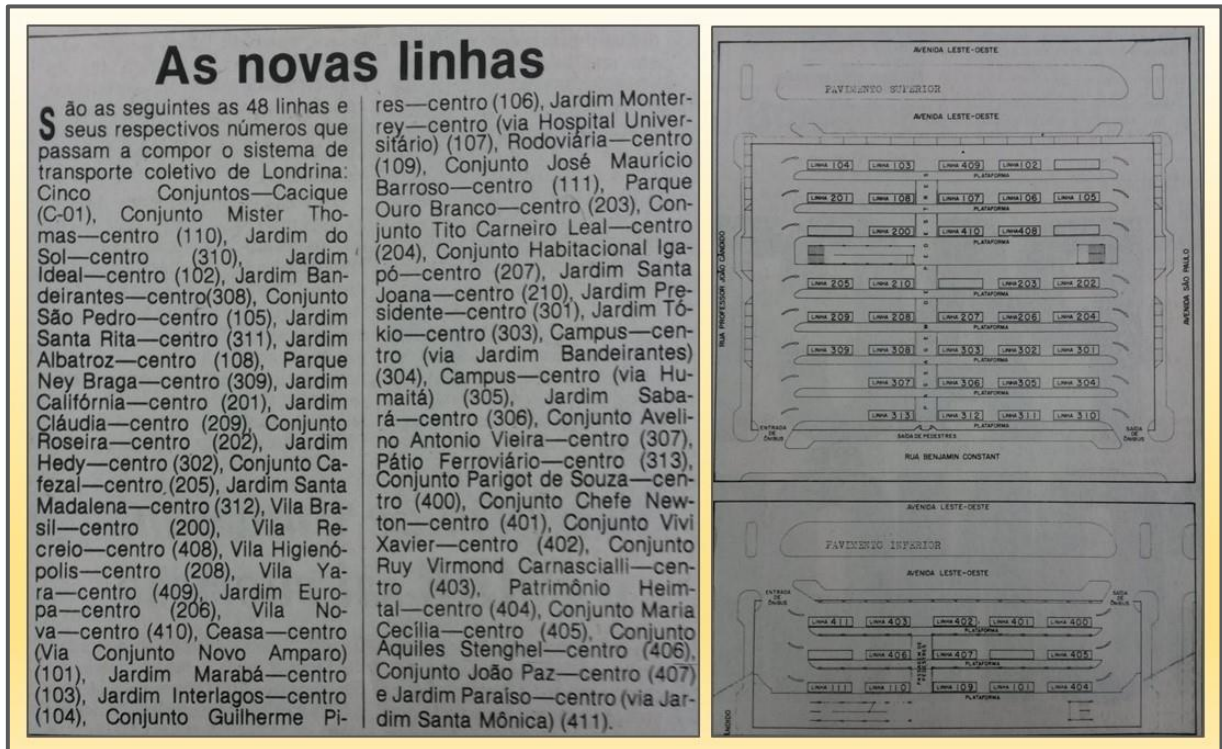 As novas linhas
São as seguintes as 48 linhas e
seus respectivos números que
passam a compor o sistema de
transporte coletivo de Londrina:
Cinco Conjuntos—Cacique
(C-01), Conjunto Mister Tho-
mas—centro (110), Jardim do
Sol—centro (310), Jardim
Ideal—centro (102), Jardim Ban-
deirantes—centro(308), Conjunto
São Pedro—centro (105), Jardim
Santa Rita—centro (311), Jardim
Albatroz—centro (108), Parque
Ney Braga—centro (309), Jardim
Califórnia—centro (201), Jardim
Cláudia—centro (209), Conjunto
Roseira—centro (202), Jardim
Hedy—centro (302), Conjunto Ca-
fezal—centro (205), Jardim Santa
Madalena—centro (312), Vila Bra-
sil—centro (200), Vila Re-
creio—centro (408), Vila Higienó-
polis—centro (208), Vila Ya-
ra—centro (409), Jardim Euro-
pa—centro (206), Vila No-
va—centro (410), Ceasa—centro
(Via Conjunto Novo Amparo)
(101), Jardim Marabá—centro
(103), Jardim Interlagos—centro
(104), Conjunto Guilherme Pi-
res—centro (106), Jardim Monter-
rey—centro (via Hospital Univer-
sitário) (107), Rodoviária—centro
(109), Conjunto José Maurício
Barroso—centro (111), Parque
Ouro Branco—centro (203), Con-
junto Tito Carneiro Leal—centro
(204), Conjunto Habitacional Iga-
pó—centro (207), Jardim Santa
Joana—centro (210), Jardim Pre-
sidente—centro (301), Jardim Tó-
kio—centro (303), Campus—cen-
tro (via Jardim Bandeirantes)
(304), Campus—centro (via Hu-
maitá) (305), Jardim Saba-
rá—centro (306), Conjunto Aveli-
no Antonio Vieira—centro (307),
Pátio Ferroviário—centro (313),
Conjunto Parigot de Souza—cen-
tro (400), Conjunto Chefe New-
ton—centro (401), Conjunto Vivi
Xavier—centro (402), Conjunto
Ruy Virmond Carnascialli—cen-
tro (403), Patrimônio Heim-
tal—centro (404), Conjunto Maria
Cecília—centro (405), Conjunto
Aquiles Stenghel—centro (406),
Conjunto João Paz—centro (407)
e Jardim Paraíso—centro (via Jar-
dim Santa Mônica) (411).
AVENIDA LESTE-OESTE
PAVIMENTO SUPERIOR
AVENIDA LESTE-OESTE
LINHA 104 LINHA 103 LINHA 409 LINHA 102
PLATAFORMA
LINHA 201 LINHA 108 LINHA 107 LINHA 106 LINHA 105
PLATAFORMA
LINHA 200 LINHA 410 LINHA 408
PLATAFORMA
RUA PROFESSOR JOÃO CÂNDIDO
AVENIDA SÃO PAULO
LINHA 205 LINHA 210 LINHA 203 LINHA 202
PLATAFORMA
LINHA 209 LINHA 208 LINHA 207 LINHA 206 LINHA 204
PLATAFORMA
LINHA 309 LINHA 308 LINHA 303 LINHA 302 LINHA 301
PLATAFORMA
LINHA 307 LINHA 306 LINHA 305 LINHA 304
PLATAFORMA
LINHA 313 LINHA 312 LINHA 311 LINHA 310
PLATAFORMA
ENTRADA DE ÔNIBUS
SAÍDA DE PEDESTRES
SAÍDA DE ÔNIBUS
RUA BENJAMIN CONSTANT
AVENIDA LESTE-OESTE
PAVIMENTO INFERIOR
AVENIDA LESTE-OESTE
ENTRADA DE ÔNIBUS
SAÍDA DE ÔNIBUS
LINHA 411 LINHA 403 LINHA 402 LINHA 401 LINHA 400
PLATAFORMA
LINHA 406 LINHA 407 LINHA 405
PLATAFORMA
LINHA 111 LINHA 110 LINHA 109 LINHA 101 LINHA 404
PLATAFORMA